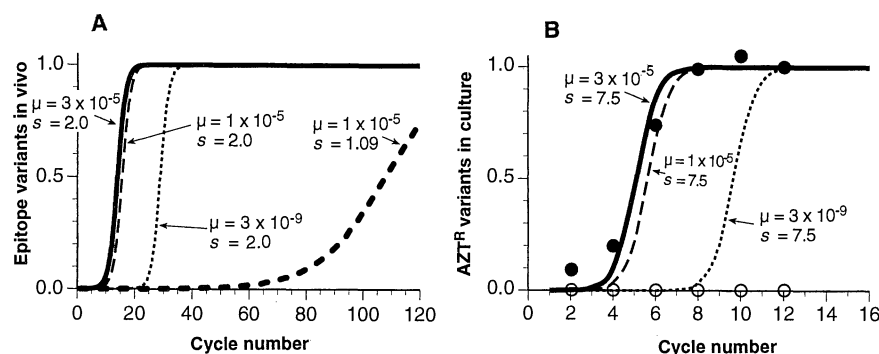 A
Epitope variants in vivo
1.0
0.5
0.0
μ = 3 x 10-5
s = 2.0
μ = 1 x 10-5
s = 2.0
μ = 1 x 10-5
s = 1.09
μ = 3 x 10-9
s = 2.0
0 20 40 60 80 100 120
Cycle number
B
AZTR variants in culture
1.0
0.5
0.0
μ = 3 x 10-5
s = 7.5
μ = 1 x 10-5
s = 7.5
μ = 3 x 10-9
s = 7.5
0 2 4 6 8 10 12 14 16
Cycle number